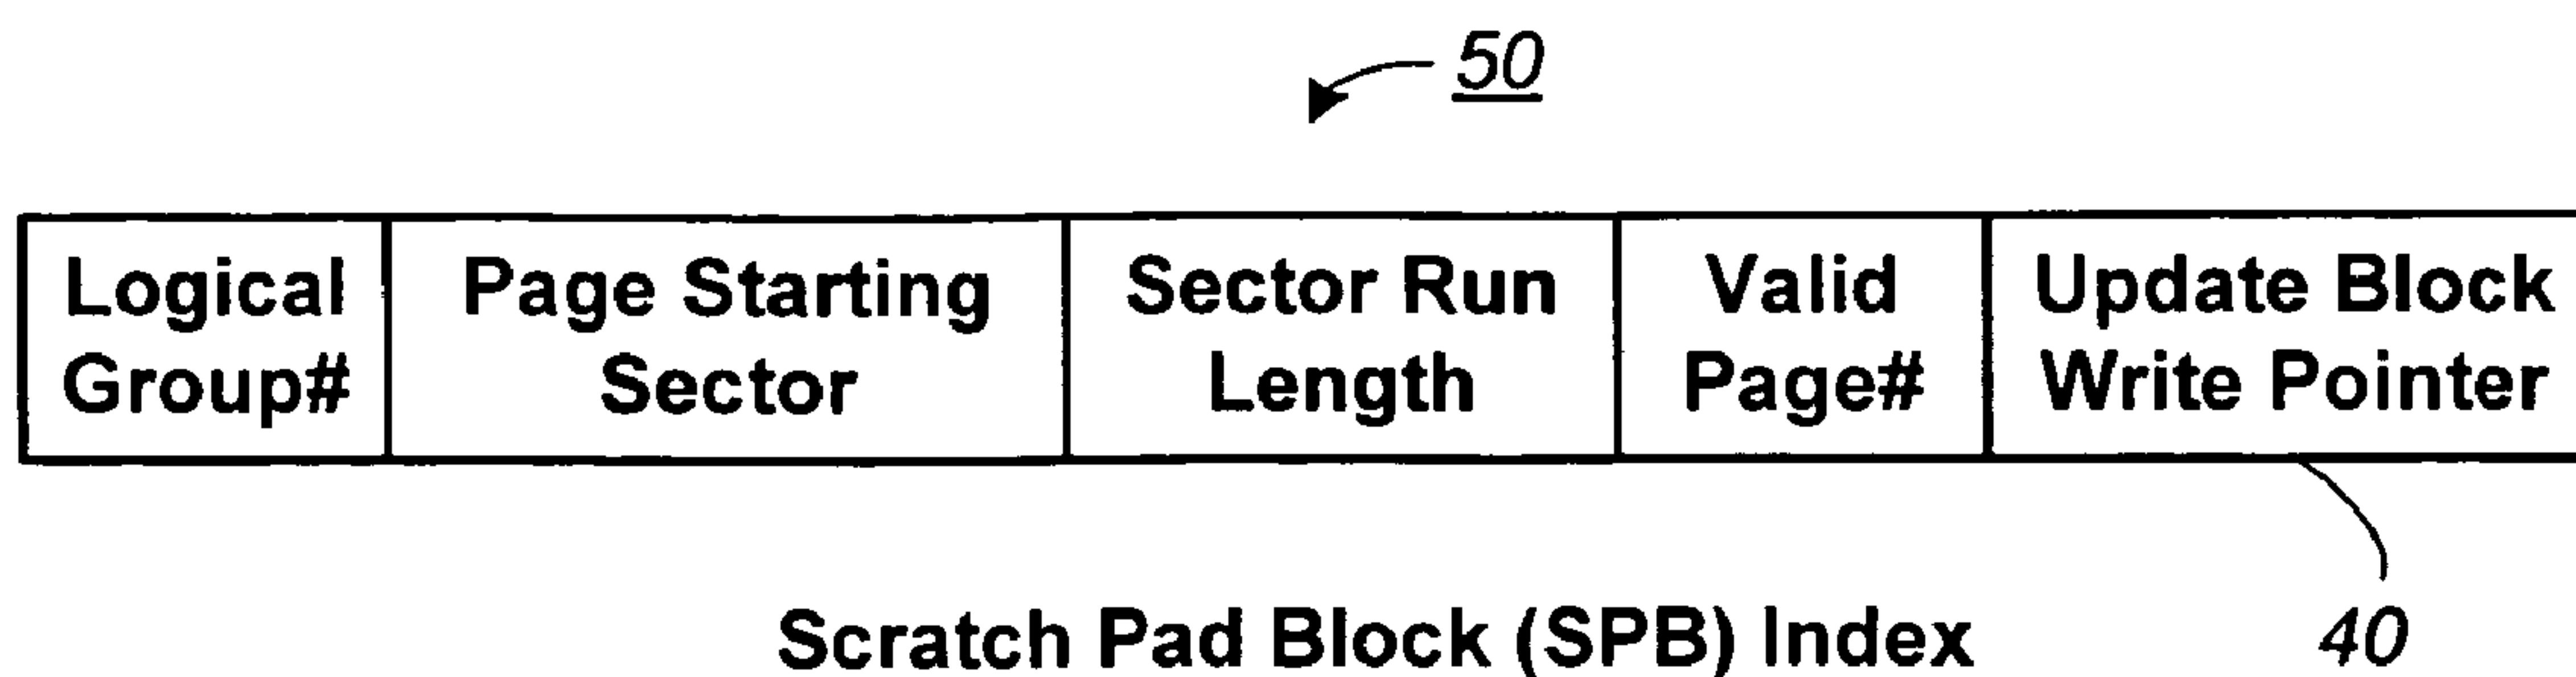 50
Logical
Group#
Page Starting
Sector
Sector Run
Length
Valid
Page#
Update Block
Write Pointer
Scratch Pad Block (SPB) Index
40